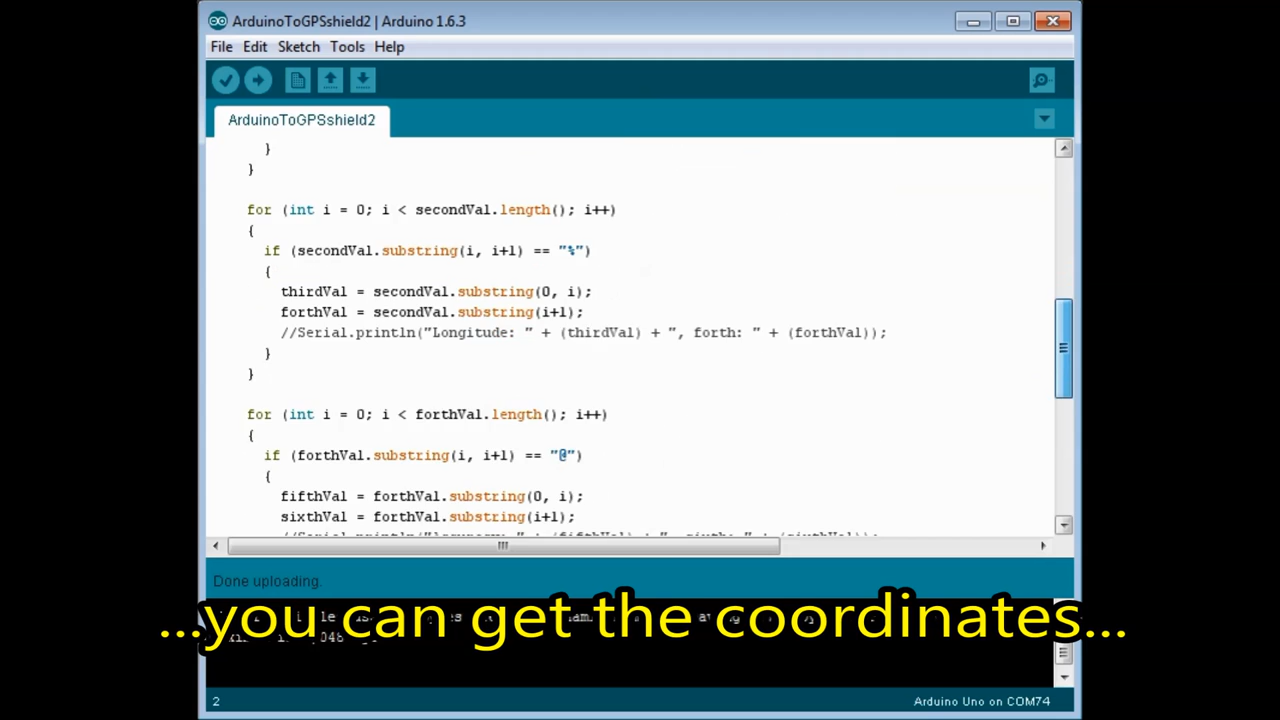 ArduinoToGPSshield2 | Arduino 1.6.3
File Edit Sketch Tools Help
ArduinoToGPSshield2
}
}
for (int i = 0; i < secondVal.length(); i++)
{
if (secondVal.substring(i, i+1) == "%")
{
thirdVal = secondVal.substring(0, i);
forthVal = secondVal.substring(i+1);
//Serial.println("Longitude: " + (thirdVal) + ", forth: " + (forthVal));
}
}
for (int i = 0; i < forthVal.length(); i++)
{
if (forthVal.substring(i, i+1) == "@")
{
fifthVal = forthVal.substring(0, i);
sixthVal = forthVal.substring(i+1);
Done uploading.
...you can get the coordinates...
2 Arduino Uno on COM74